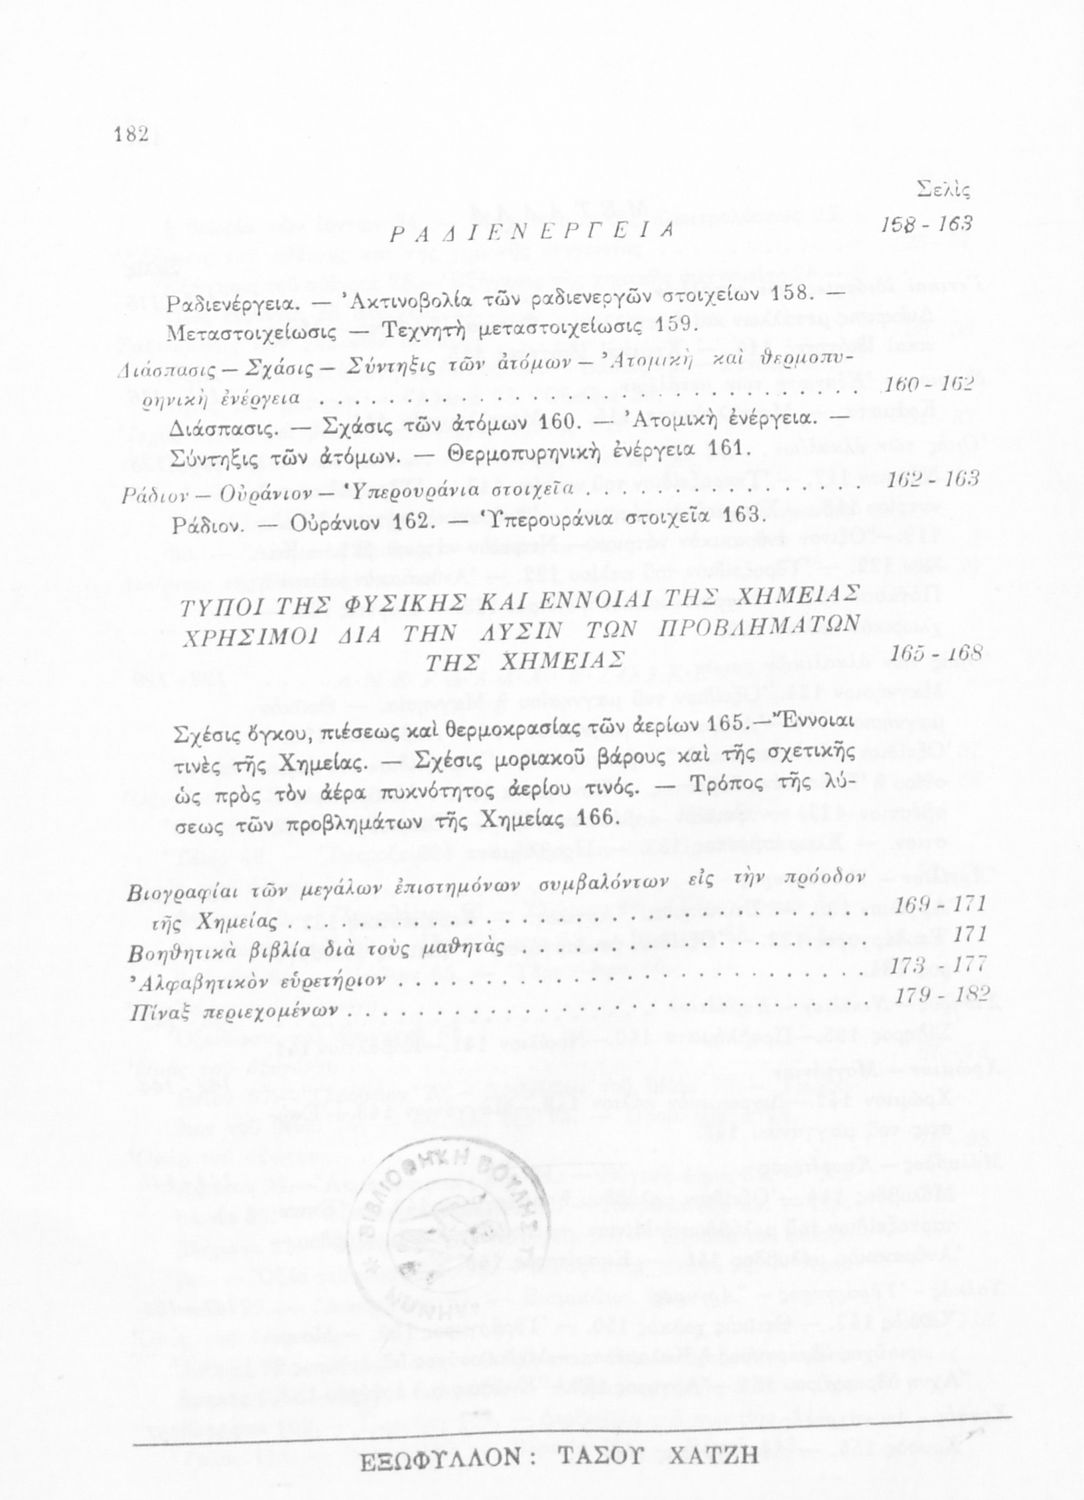 182
Σελὶς
ΡΑΔΙΕΝΕΡΓΕΙΑ 158 - 163
Ραδιενέργεια. — Ἀκτινοβολία τῶν ραδιενεργῶν στοιχείων 158. —
Μεταστοιχείωσις — Τεχνητὴ μεταστοιχείωσις 159.
Διάσπασις — Σχάσις — Σύντηξις τῶν ἀτόμων — Ἀτομικὴ καὶ θερμοπυ-
ρηνικὴ ἐνέργεια . . . . . . . . . . . . . . . . . . . . . . . . . . . . . . . 160 - 162
Διάσπασις. — Σχάσις τῶν ἀτόμων 160. — Ἀτομικὴ ἐνέργεια. —
Σύντηξις τῶν ἀτόμων. — Θερμοπυρηνικὴ ἐνέργεια 161.
Ράδιον — Οὐράνιον — Ὑπερουράνια στοιχεῖα . . . . . . . . . . . . . . . 162 - 163
Ράδιον. — Οὐράνιον 162. — Ὑπερουράνια στοιχεῖα 163.
ΤΥΠΟΙ ΤΗΣ ΦΥΣΙΚΗΣ ΚΑΙ ΕΝΝΟΙΑΙ ΤΗΣ ΧΗΜΕΙΑΣ
ΧΡΗΣΙΜΟΙ ΔΙΑ ΤΗΝ ΛΥΣΙΝ ΤΩΝ ΠΡΟΒΛΗΜΑΤΩΝ
ΤΗΣ ΧΗΜΕΙΑΣ 165 - 168
Σχέσις ὄγκου, πιέσεως καὶ θερμοκρασίας τῶν ἀερίων 165.—Ἔννοιαι
τινὲς τῆς Χημείας. — Σχέσις μοριακοῦ βάρους καὶ τῆς σχετικῆς
ὡς πρὸς τὸν ἀέρα πυκνότητος ἀερίου τινός. — Τρόπος τῆς λύ-
σεως τῶν προβλημάτων τῆς Χημείας 166.
Βιογραφίαι τῶν μεγάλων ἐπιστημόνων συμβαλόντων εἰς τὴν πρόοδον
τῆς Χημείας . . . . . . . . . . . . . . . . . . . . . . . . . . . . . . . 169 - 171
Βοηθητικὰ βιβλία διὰ τοὺς μαθητὰς . . . . . . . . . . . . . . . . . . . 171
Ἀλφαβητικὸν εὑρετήριον . . . . . . . . . . . . . . . . . . . . . . . . . 173 - 177
Πίναξ περιεχομένων . . . . . . . . . . . . . . . . . . . . . . . . . . . . 179 - 182
ΒΙΒΛΙΟΘΗΚΗ ΒΟΥΛΗΣ
ΕΞΩΦΥΛΛΟΝ : ΤΑΣΟΥ ΧΑΤΖΗ